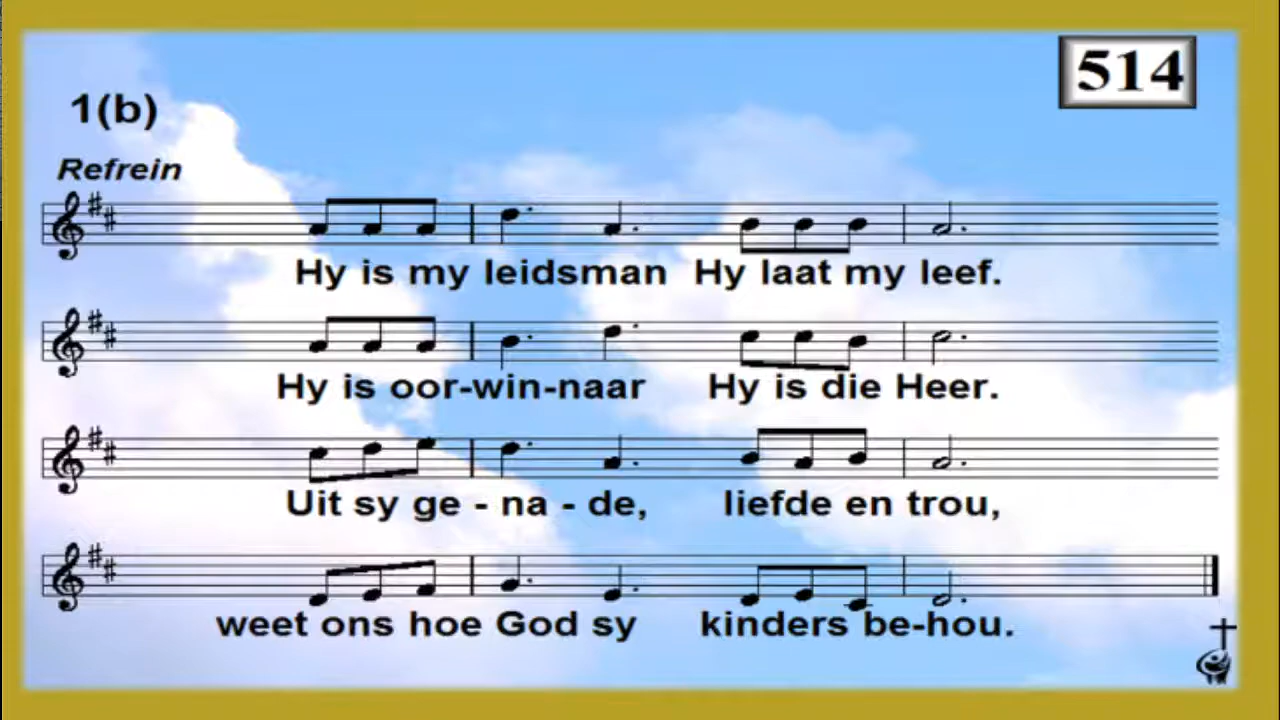 514
1(b)
Refrein
Hy is my leidsman Hy laat my leef.
Hy is oor-win-naar Hy is die Heer.
Uit sy ge - na - de, liefde en trou,
weet ons hoe God sy kinders be-hou.